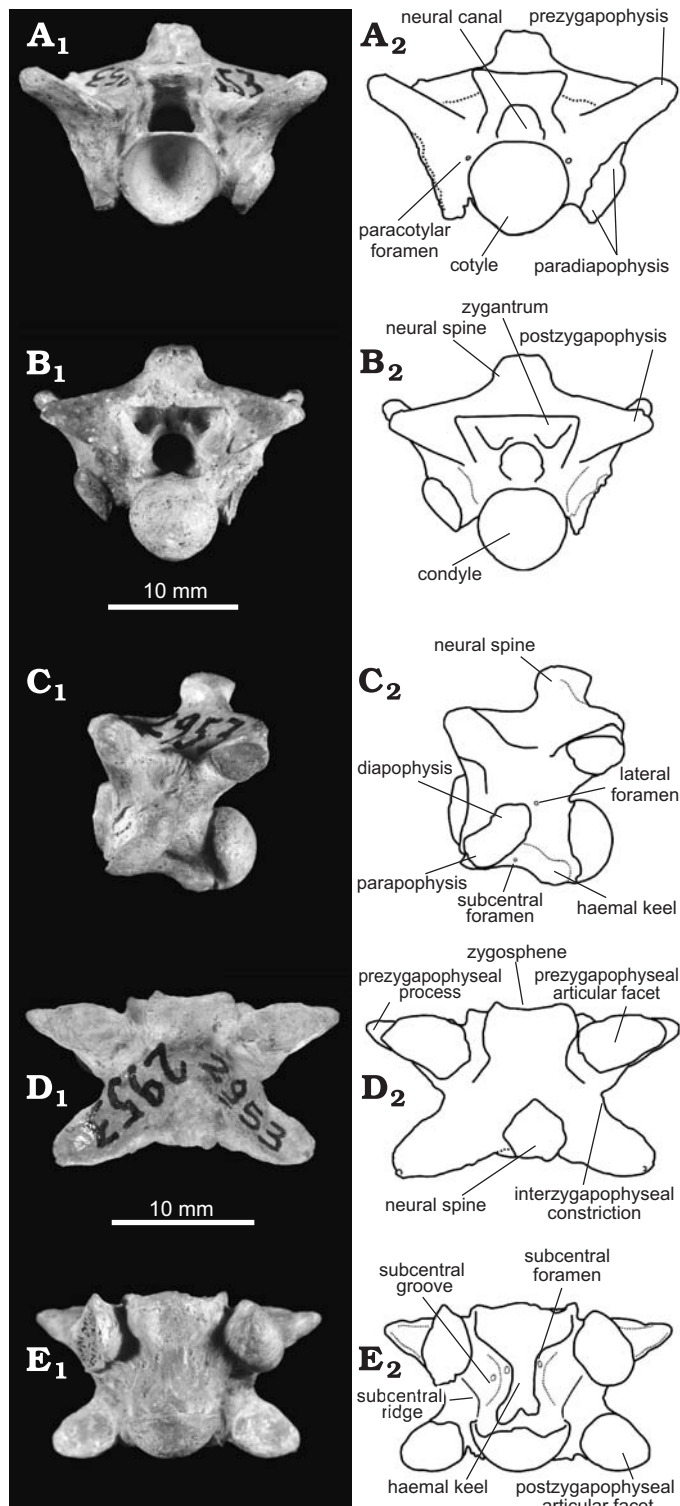 A1
A2
neural canal
prezygapophysis
paracotylar
foramen
cotyle
paradiapophysis
B1
B2
zygantrum
neural spine
postzygapophysis
condyle
10 mm
C1
2953
C2
neural spine
diapophysis
lateral
foramen
parapophysis
subcentral
foramen
haemal keel
D1
2953
2953
10 mm
D2
zygosphene
prezygapophyseal
process
prezygapophyseal
articular facet
neural spine
interzygapophyseal
constriction
E1
E2
subcentral
groove
subcentral
foramen
subcentral
ridge
haemal keel
postzygapophyseal
articular facet